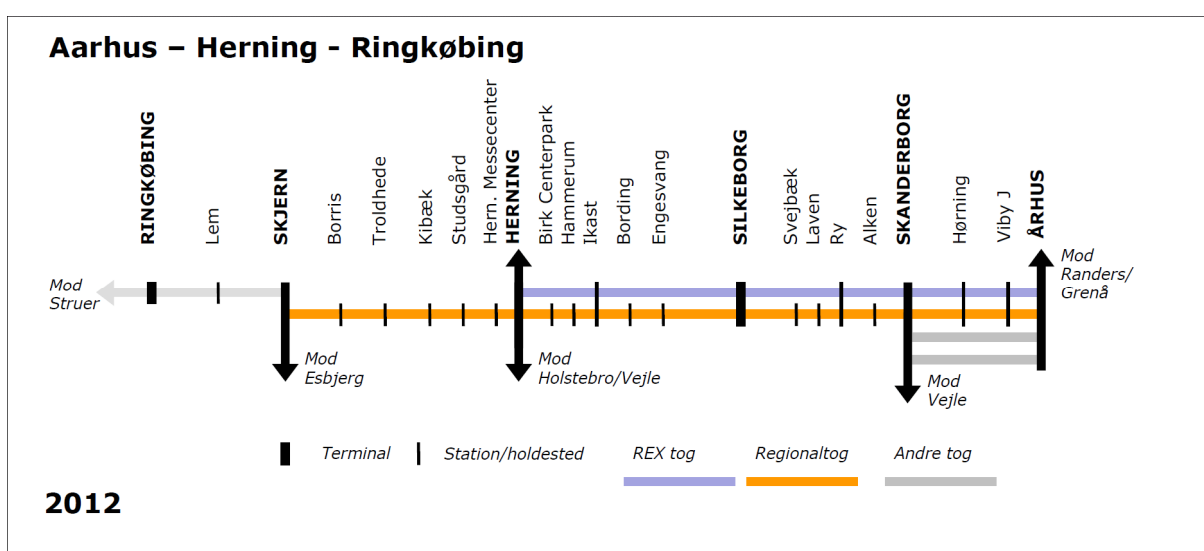 Aarhus – Herning - Ringkøbing
RINGKØBING
Lem
SKJERN
Borris
Troldhede
Kibæk
Studsgård
Hern. Messecenter
HERNING
Birk Centerpark
Hammerum
Ikast
Bording
Engesvang
SILKEBORG
Svejbæk
Laven
Ry
Alken
SKANDERBORG
Hørning
Viby J
ÅRHUS
Mod
Struer
Mod
Randers/
Grenå
Mod
Esbjerg
Mod
Holstebro/Vejle
Mod
Vejle
Terminal
Station/holdested
REX tog
Regionaltog
Andre tog
2012